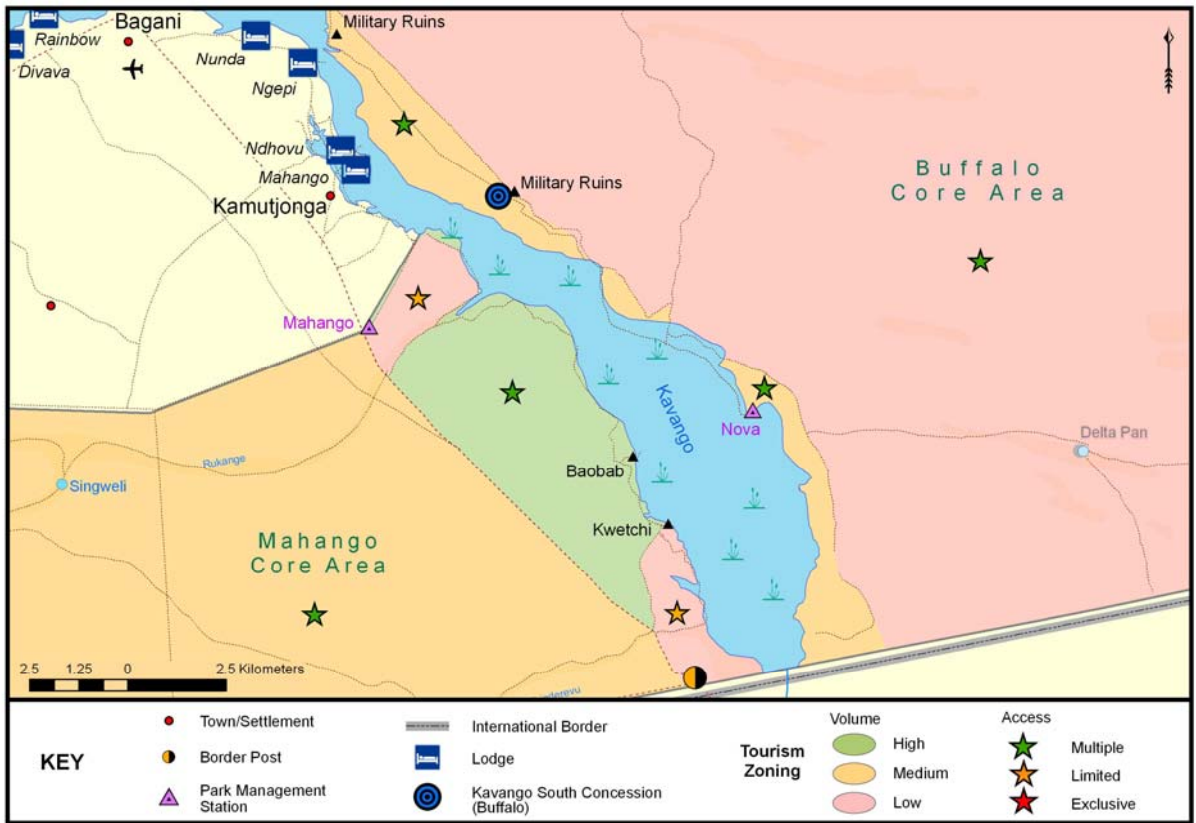 Bagani
Military Ruins
Rainbow
Divava
Nunda
Ngepi
Ndhovu
Mahango
Kamutjonga
Military Ruins
Buffalo
Core Area
Mahango
Kavango
Nova
Delta Pan
Baobab
Rukange
Singweli
Kwetchi
Mahango
Core Area
2.5 1.25 0 2.5 Kilometers
KEY
Town/Settlement
Border Post
Park Management
Station
International Border
Lodge
Kavango South Concession
(Buffalo)
Tourism
Zoning
Volume
High
Medium
Low
Access
Multiple
Limited
Exclusive